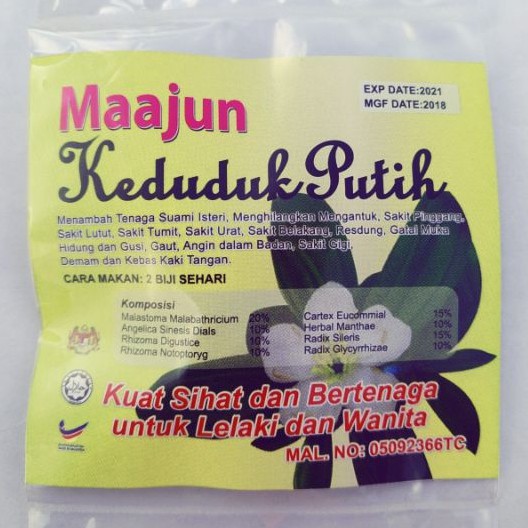 EXP DATE:2021
MGF DATE:2018
Maajun
Keduduk Putih
Menambah Tenaga Suami Isteri, Menghilangkan Mengantuk, Sakit Pinggang,
Sakit Lutut, Sakit Tumit, Sakit Urat, Sakit Belakang, Resdung, Gatal Muka
Hidung dan Gusi, Gaut, Angin dalam Badan, Sakit Gigi,
Demam dan Kebas Kaki Tangan.
CARA MAKAN: 2 BIJI SEHARI
Komposisi
Malastoma Malabathricium 20%
Angelica Sinesis Dials 10%
Rhizoma Digustice 10%
Rhizoma Notoptoryg 10%
Cartex Eucommial 15%
Herbal Manthae 10%
Radix Sileris 15%
Radix Glycyrrhizae 10%
Kuat Sihat dan Bertenaga
untuk Lelaki dan Wanita
MAL. NO: 05092366TC